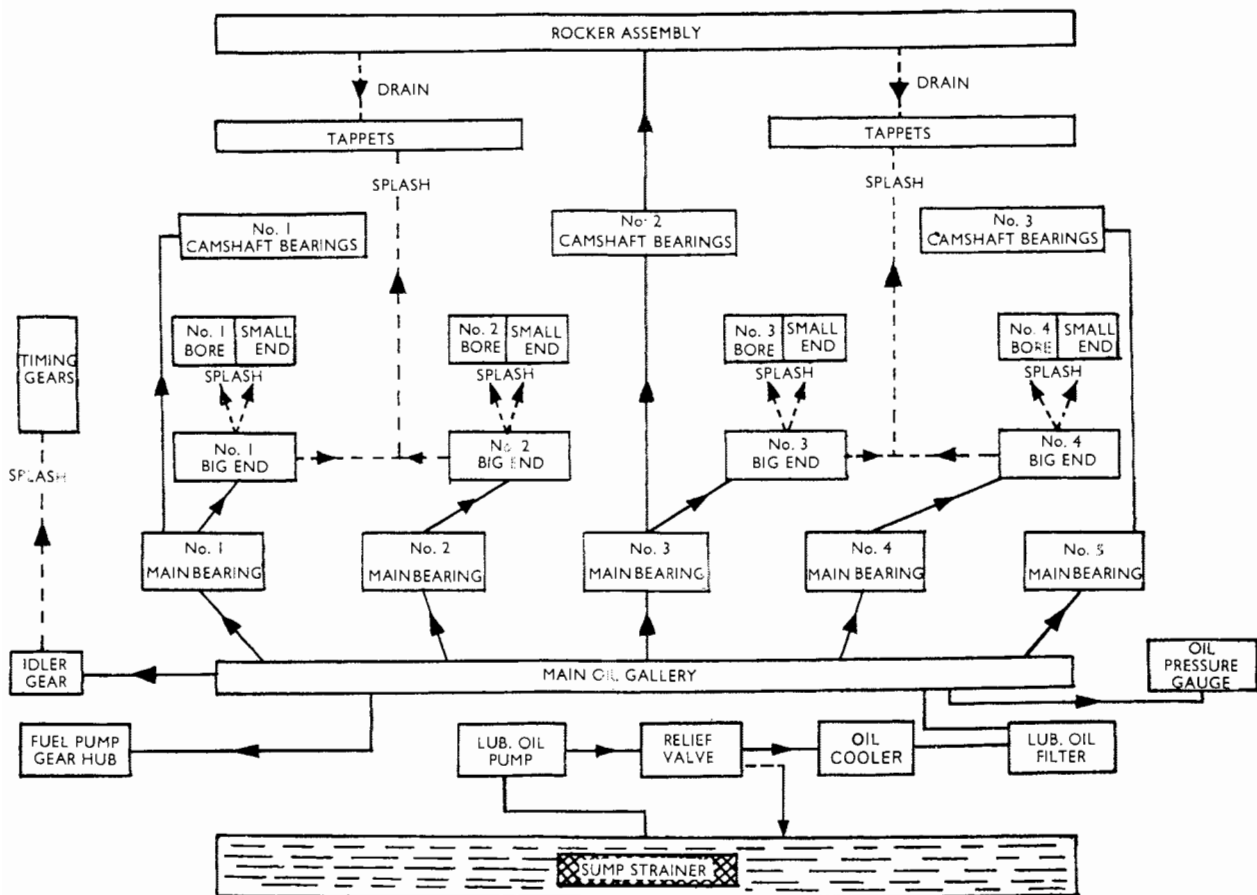 ROCKER ASSEMBLY
DRAIN
DRAIN
TAPPETS
TAPPETS
SPLASH
SPLASH
No. 1
CAMSHAFT BEARINGS
No. 2
CAMSHAFT BEARINGS
No. 3
CAMSHAFT BEARINGS
TIMING
GEARS
No. 1
BORE
SMALL
END
SPLASH
No. 2
BORE
SMALL
END
SPLASH
No. 3
BORE
SMALL
END
SPLASH
No. 4
BORE
SMALL
END
SPLASH
No. 1
BIG END
No. 2
BIG END
No. 3
BIG END
No. 4
BIG END
SPLASH
No. 1
MAIN BEARING
No. 2
MAIN BEARING
No. 3
MAIN BEARING
No. 4
MAIN BEARING
No. 5
MAIN BEARING
IDLER
GEAR
MAIN OIL GALLERY
OIL
PRESSURE
GAUGE
FUEL PUMP
GEAR HUB
LUB. OIL
PUMP
RELIEF
VALVE
OIL
COOLER
LUB. OIL
FILTER
SUMP STRAINER